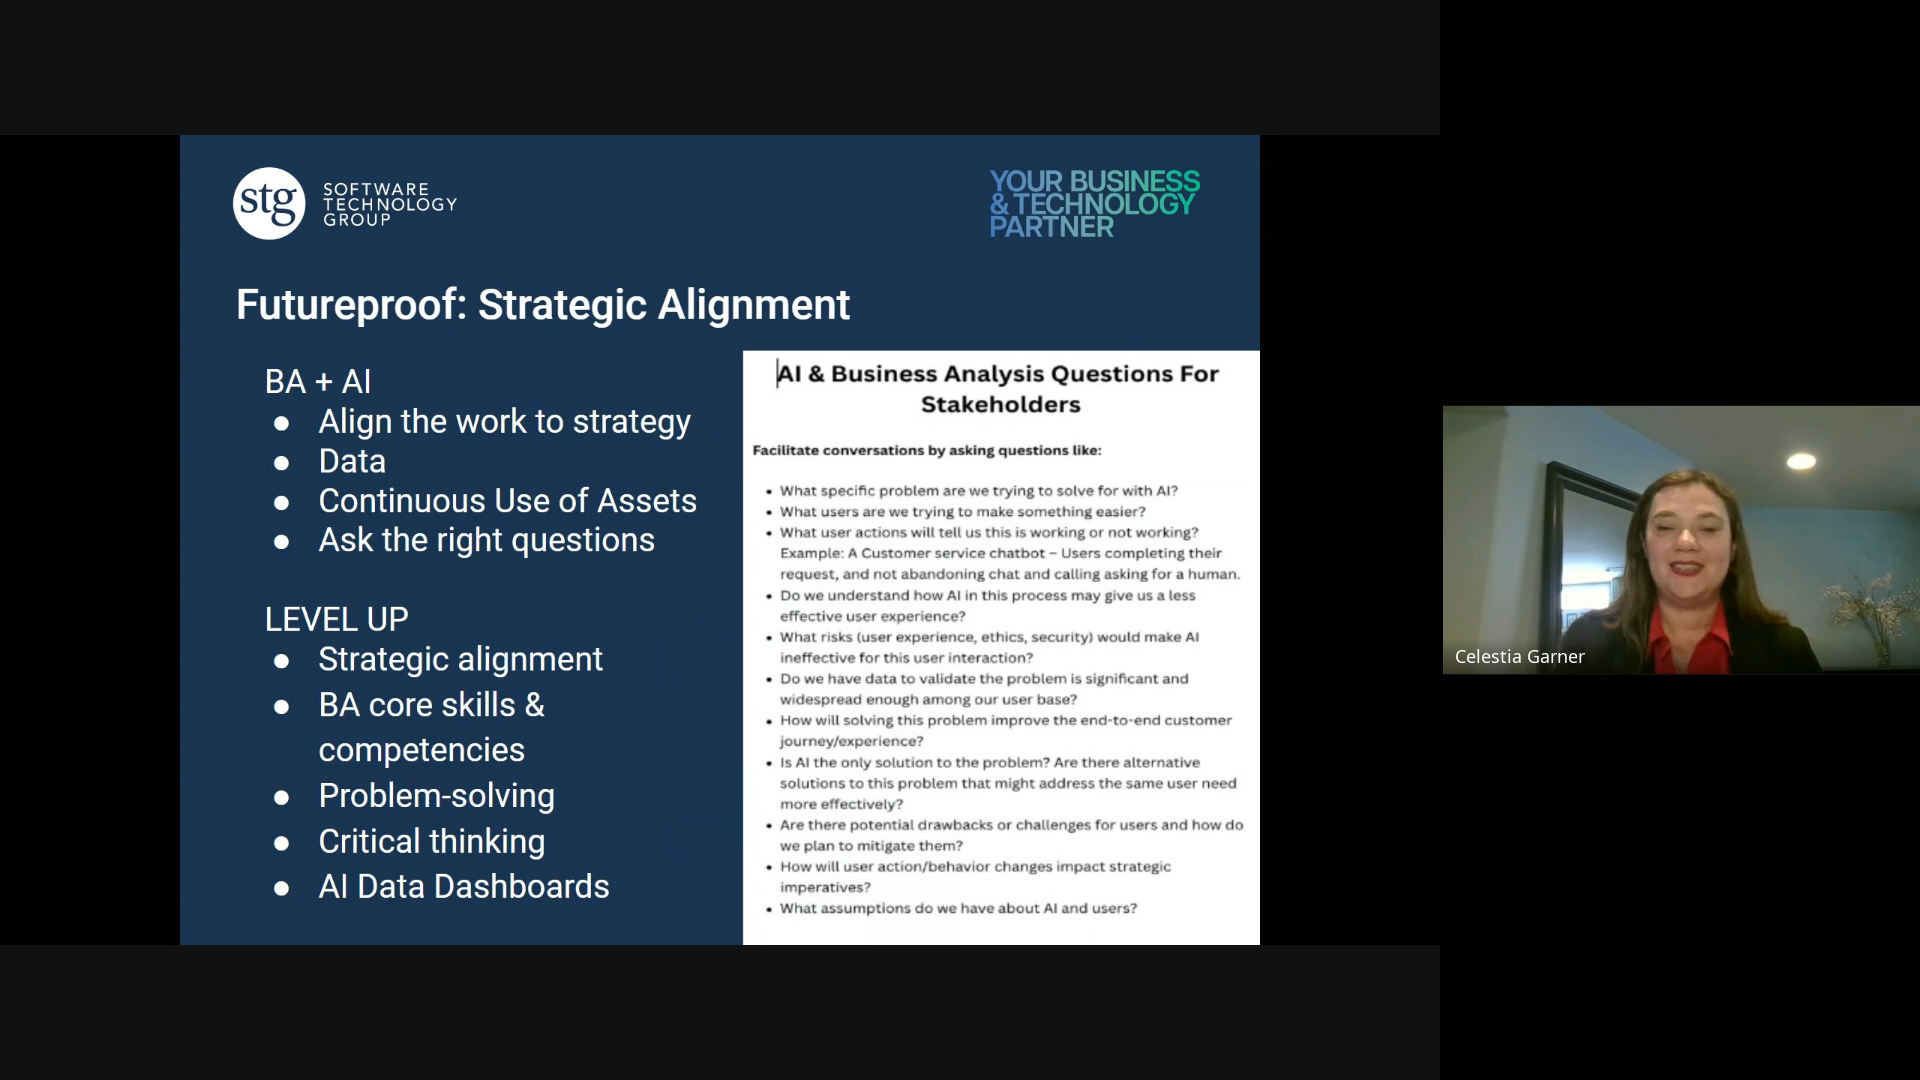 stg
SOFTWARE
TECHNOLOGY
GROUP
YOUR BUSINESS
& TECHNOLOGY
PARTNER
Futureproof: Strategic Alignment
BA + AI
● Align the work to strategy
● Data
● Continuous Use of Assets
● Ask the right questions
LEVEL UP
● Strategic alignment
● BA core skills &
competencies
● Problem-solving
● Critical thinking
● AI Data Dashboards
AI & Business Analysis Questions For
Stakeholders
Facilitate conversations by asking questions like:
• What specific problem are we trying to solve for with AI?
• What users are we trying to make something easier?
• What user actions will tell us this is working or not working?
Example: A Customer service chatbot – Users completing their
request, and not abandoning chat and calling asking for a human.
• Do we understand how AI in this process may give us a less
effective user experience?
• What risks (user experience, ethics, security) would make AI
ineffective for this user interaction?
• Do we have data to validate the problem is significant and
widespread enough among our user base?
• How will solving this problem improve the end-to-end customer
journey/experience?
• Is AI the only solution to the problem? Are there alternative
solutions to this problem that might address the same user need
more effectively?
• Are there potential drawbacks or challenges for users and how do
we plan to mitigate them?
• How will user action/behavior changes impact strategic
imperatives?
• What assumptions do we have about AI and users?
Celestia Garner